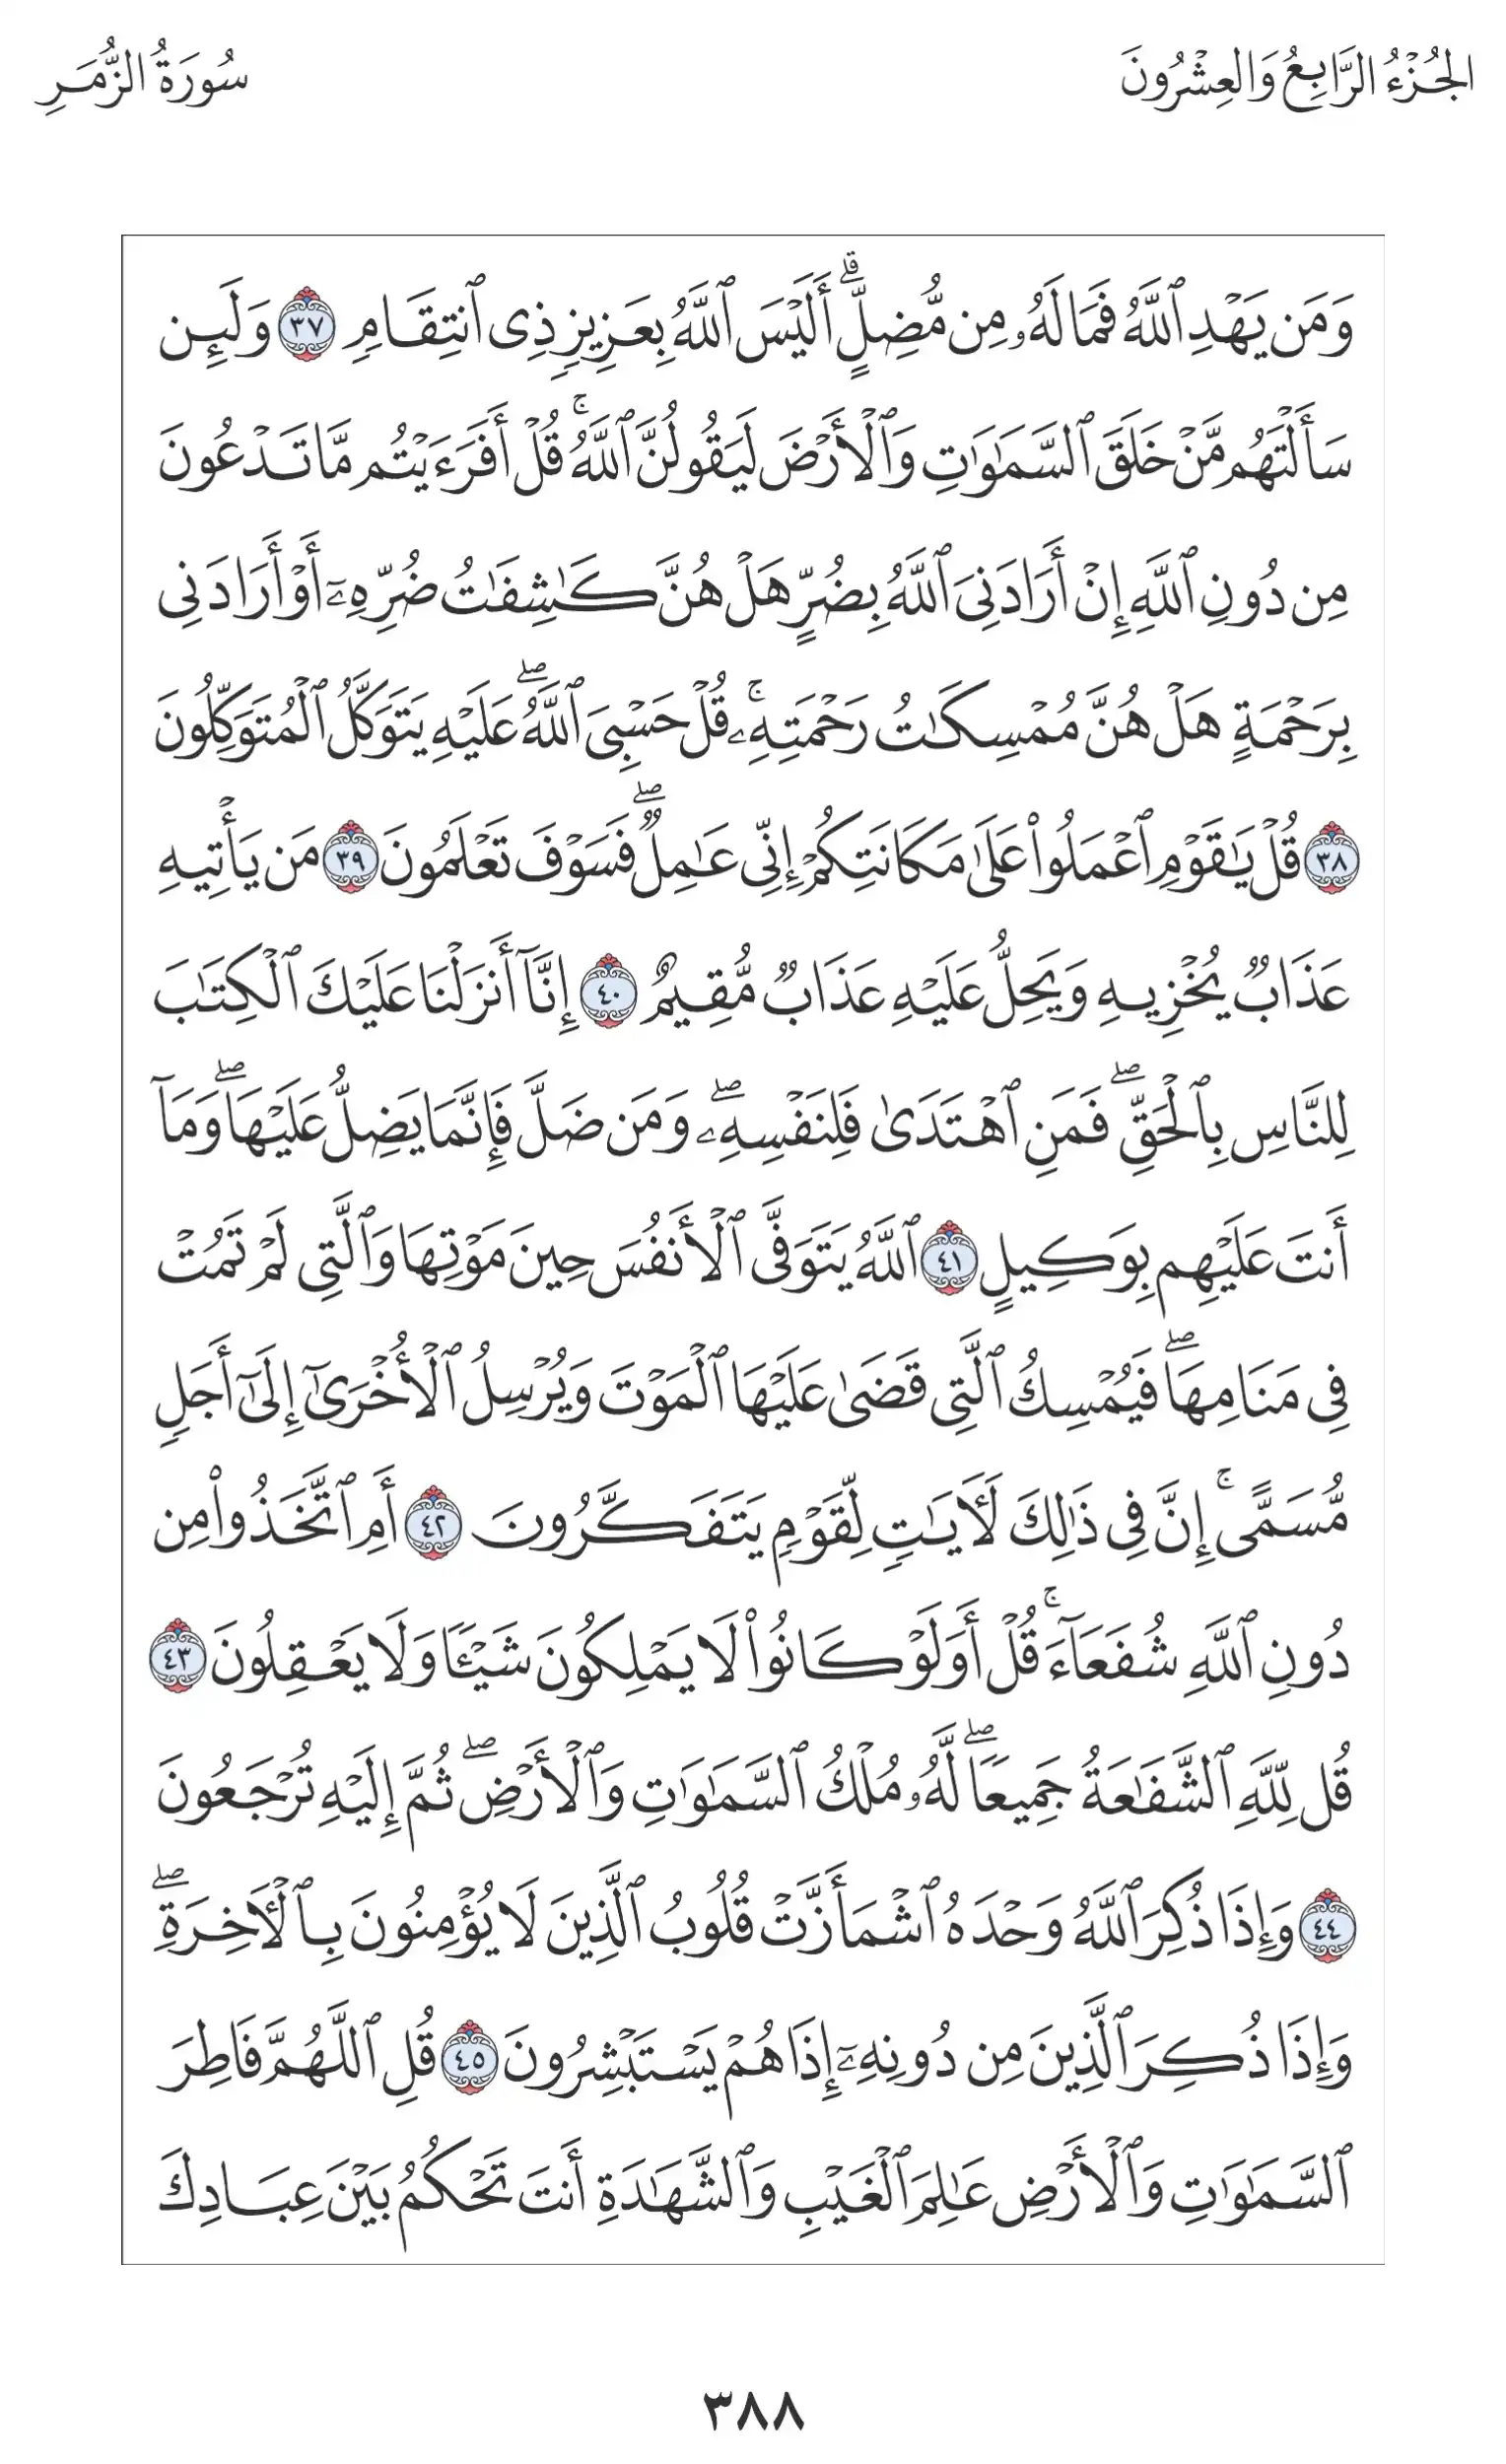 الجُزْءُ الرَّابِعُ وَالعِشْرُونَ
سُورَةُ الزُّمَرِ
وَمَن يَهْدِ ٱللَّهُ فَمَا لَهُۥ مِن مُّضِلٍّۗ أَلَيْسَ ٱللَّهُ بِعَزِيزٍ ذِى ٱنتِقَامٍ ٣٧ وَلَئِن
سَأَلْتَهُم مَّنْ خَلَقَ ٱلسَّمَٰوَٰتِ وَٱلْأَرْضَ لَيَقُولُنَّ ٱللَّهُۚ قُلْ أَفَرَءَيْتُم مَّا تَدْعُونَ
مِن دُونِ ٱللَّهِ إِنْ أَرَادَنِىَ ٱللَّهُ بِضُرٍّ هَلْ هُنَّ كَٰشِفَٰتُ ضُرِّهِۦٓ أَوْ أَرَادَنِى
بِرَحْمَةٍ هَلْ هُنَّ مُمْسِكَٰتُ رَحْمَتِهِۦۚ قُلْ حَسْبِىَ ٱللَّهُۖ عَلَيْهِ يَتَوَكَّلُ ٱلْمُتَوَكِّلُونَ
٣٨ قُلْ يَٰقَوْمِ ٱعْمَلُوا۟ عَلَىٰ مَكَانَتِكُمْ إِنِّى عَٰمِلٌۖ فَسَوْفَ تَعْلَمُونَ ٣٩ مَن يَأْتِيهِ
عَذَابٌ يُخْزِيهِ وَيَحِلُّ عَلَيْهِ عَذَابٌ مُّقِيمٌ ٤٠ إِنَّآ أَنزَلْنَا عَلَيْكَ ٱلْكِتَٰبَ
لِلنَّاسِ بِٱلْحَقِّۖ فَمَنِ ٱهْتَدَىٰ فَلِنَفْسِهِۦۖ وَمَن ضَلَّ فَإِنَّمَا يَضِلُّ عَلَيْهَاۖ وَمَآ
أَنتَ عَلَيْهِم بِوَكِيلٍ ٤١ ٱللَّهُ يَتَوَفَّى ٱلْأَنفُسَ حِينَ مَوْتِهَا وَٱلَّتِى لَمْ تَمُتْ
فِى مَنَامِهَاۖ فَيُمْسِكُ ٱلَّتِى قَضَىٰ عَلَيْهَا ٱلْمَوْتَ وَيُرْسِلُ ٱلْأُخْرَىٰٓ إِلَىٰٓ أَجَلٍ
مُّسَمًّىۚ إِنَّ فِى ذَٰلِكَ لَءَايَٰتٍ لِّقَوْمٍ يَتَفَكَّرُونَ ٤٢ أَمِ ٱتَّخَذُوا۟ مِن
دُونِ ٱللَّهِ شُفَعَآءَۚ قُلْ أَوَلَوْ كَانُوا۟ لَا يَمْلِكُونَ شَيْـًٔا وَلَا يَعْقِلُونَ ٤٣
قُل لِّلَّهِ ٱلشَّفَٰعَةُ جَمِيعًاۖ لَّهُۥ مُلْكُ ٱلسَّمَٰوَٰتِ وَٱلْأَرْضِۖ ثُمَّ إِلَيْهِ تُرْجَعُونَ
٤٤ وَإِذَا ذُكِرَ ٱللَّهُ وَحْدَهُ ٱشْمَأَزَّتْ قُلُوبُ ٱلَّذِينَ لَا يُؤْمِنُونَ بِٱلْءَاخِرَةِۖ
وَإِذَا ذُكِرَ ٱلَّذِينَ مِن دُونِهِۦٓ إِذَا هُمْ يَسْتَبْشِرُونَ ٤٥ قُلِ ٱللَّهُمَّ فَاطِرَ
ٱلسَّمَٰوَٰتِ وَٱلْأَرْضِ عَٰلِمَ ٱلْغَيْبِ وَٱلشَّهَٰدَةِ أَنتَ تَحْكُمُ بَيْنَ عِبَادِكَ
٣٨٨